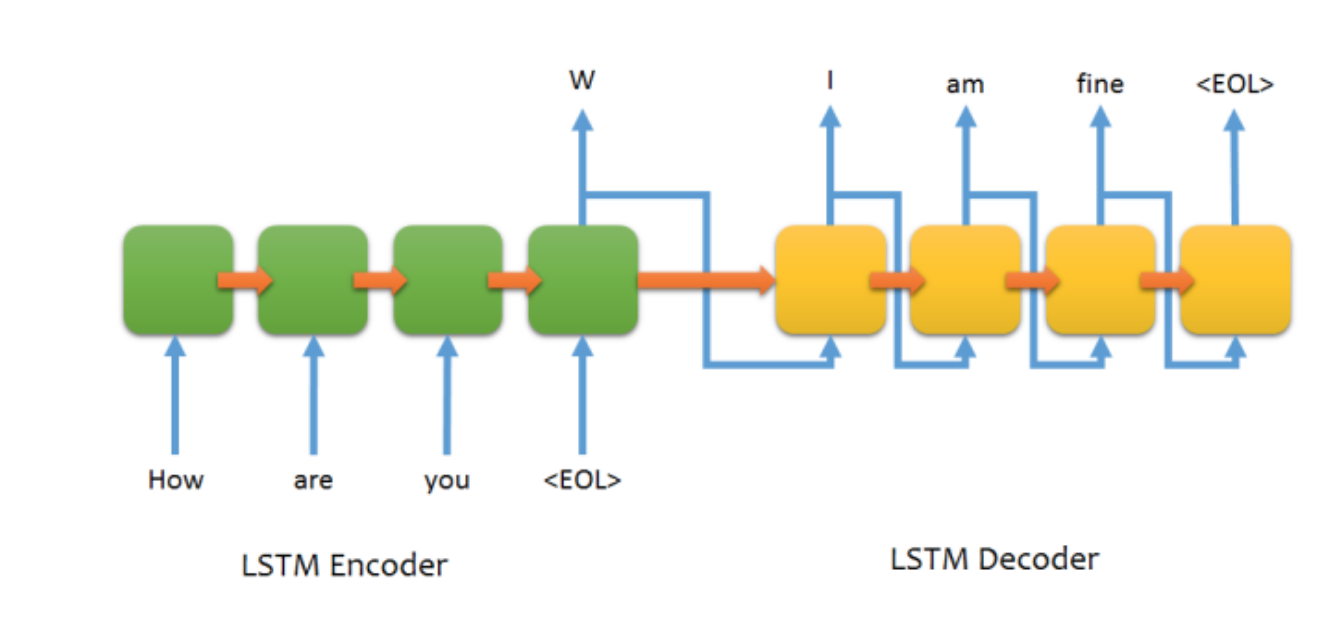 W I am fine <EOL>
How are you <EOL>
LSTM Encoder LSTM Decoder